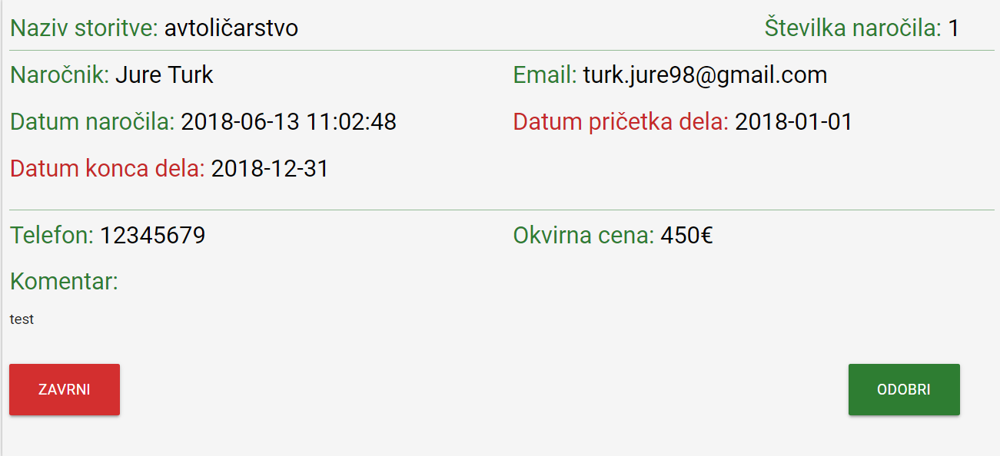 Naziv storitve: avtoličarstvo Številka naročila: 1
Naročnik: Jure Turk Email: turk.jure98@gmail.com
Datum naročila: 2018-06-13 11:02:48 Datum pričetka dela: 2018-01-01
Datum konca dela: 2018-12-31
Telefon: 12345679 Okvirna cena: 450€
Komentar:
test
ZAVRNI ODOBRI